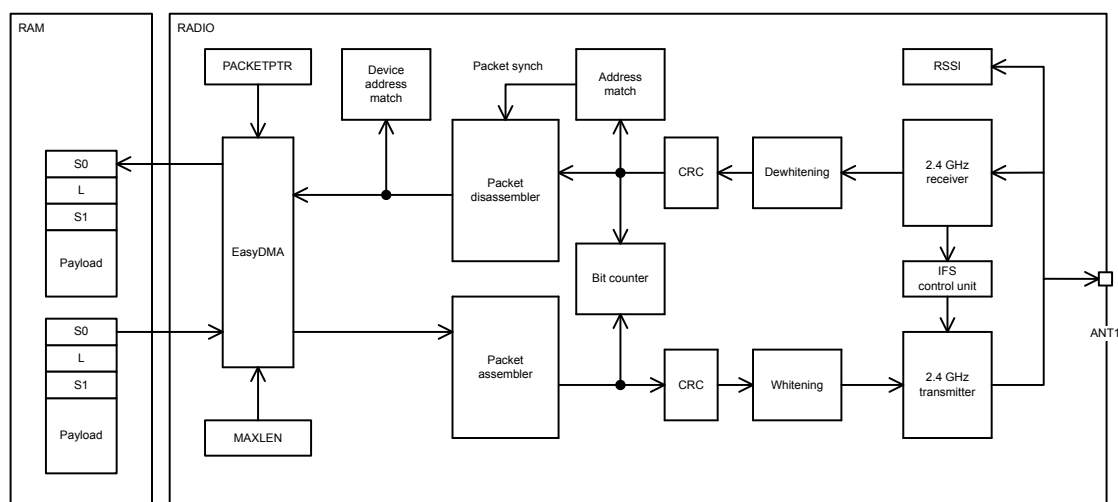 RAM
RADIO
PACKETPTR
Device
address
match
Packet synch
Address
match
RSSI
S0
L
S1
Payload
EasyDMA
Packet
disassembler
CRC
Dewhitening
2.4 GHz
receiver
Bit counter
IFS
control unit
ANT1
S0
L
S1
Payload
Packet
assembler
CRC
Whitening
2.4 GHz
transmitter
MAXLEN